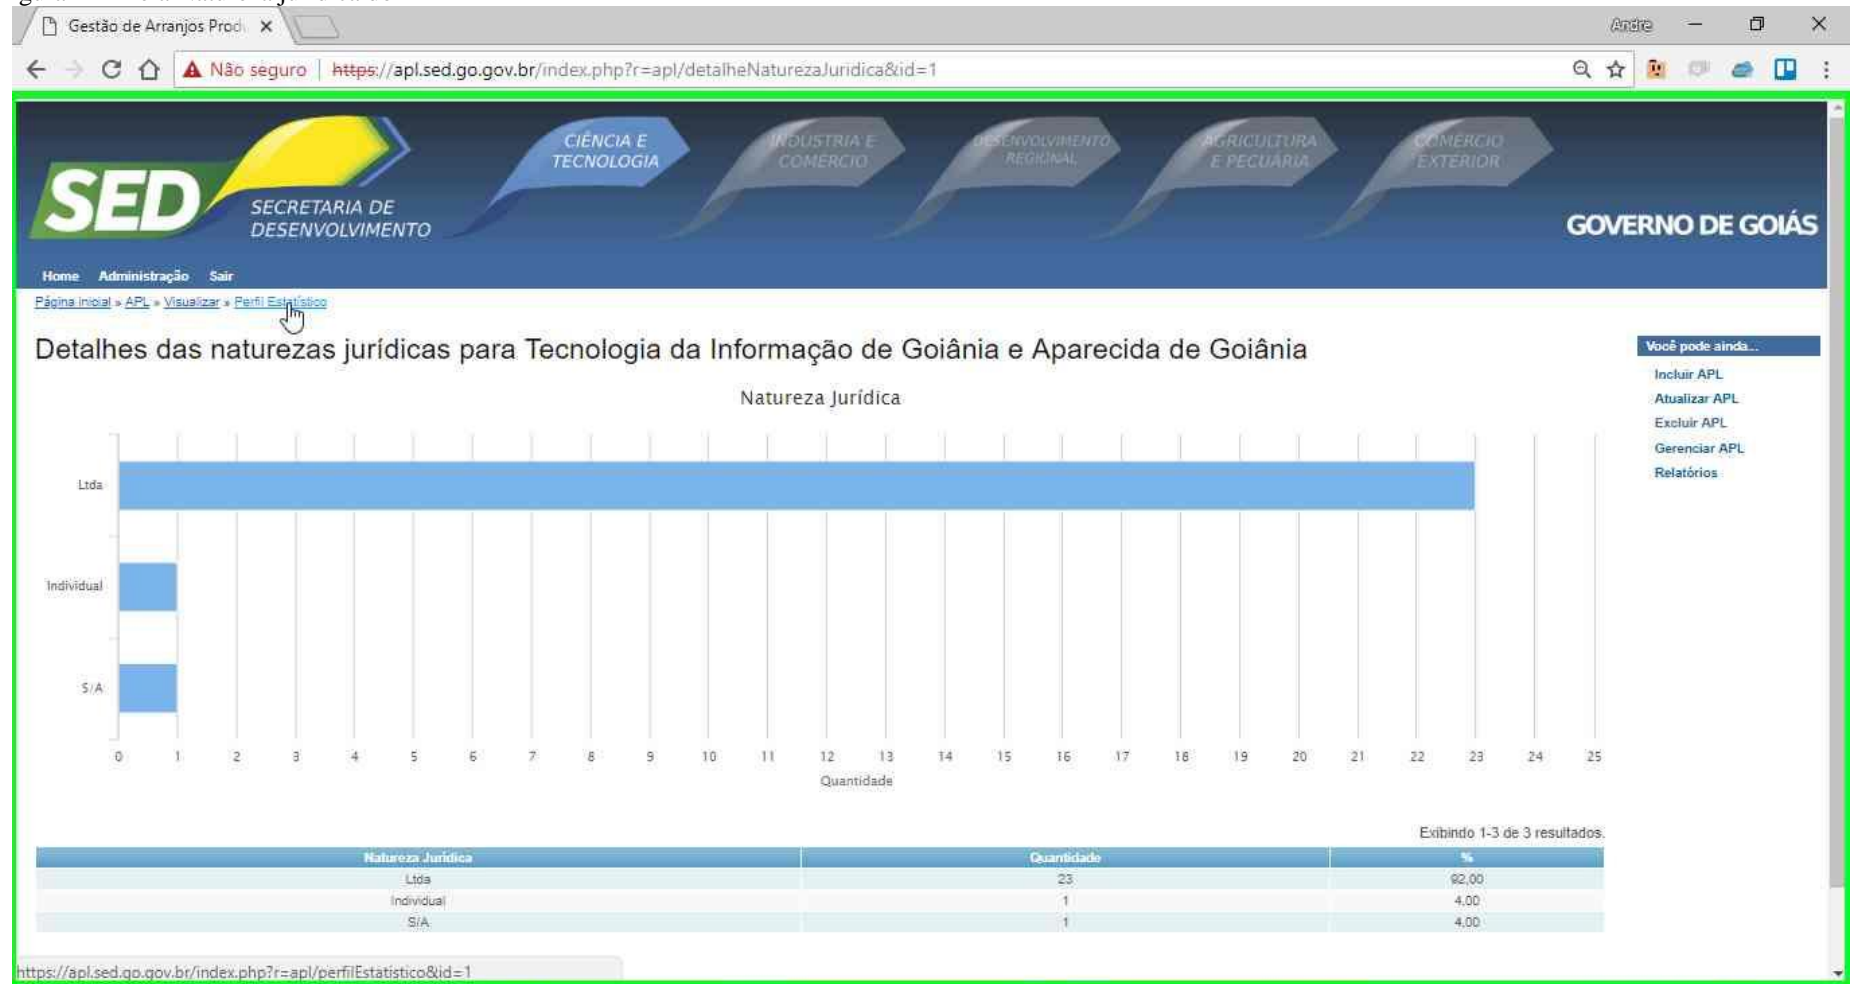 Gestão de Arranjos Prod
Andre
Não seguro | https://apl.sed.go.gov.br/index.php?r=apl/detalheNaturezaJuridica&id=1
SED
SECRETARIA DE
DESENVOLVIMENTO
CIÊNCIA E
TECNOLOGIA
INDUSTRIA E
COMÉRCIO
DESENVOLVIMENTO
REGIONAL
AGRICULTURA
E PECUÁRIA
COMÉRCIO
EXTERIOR
GOVERNO DE GOIÁS
Home Administração Sair
Página inicial » APL » Visualizar » Perfil Estatístico
Detalhes das naturezas jurídicas para Tecnologia da Informação de Goiânia e Aparecida de Goiânia
Você pode ainda...
Incluir APL
Atualizar APL
Excluir APL
Gerenciar APL
Relatórios
Natureza Jurídica
Ltda
Individual
S/A
0 1 2 3 4 5 6 7 8 9 10 11 12 13 14 15 16 17 18 19 20 21 22 23 24 25
Quantidade
Exibindo 1-3 de 3 resultados.
Natureza Jurídica Quantidade %
Ltda 23 92,00
Individual 1 4,00
S/A 1 4,00
https://apl.sed.go.gov.br/index.php?r=apl/perfilEstatistico&id=1